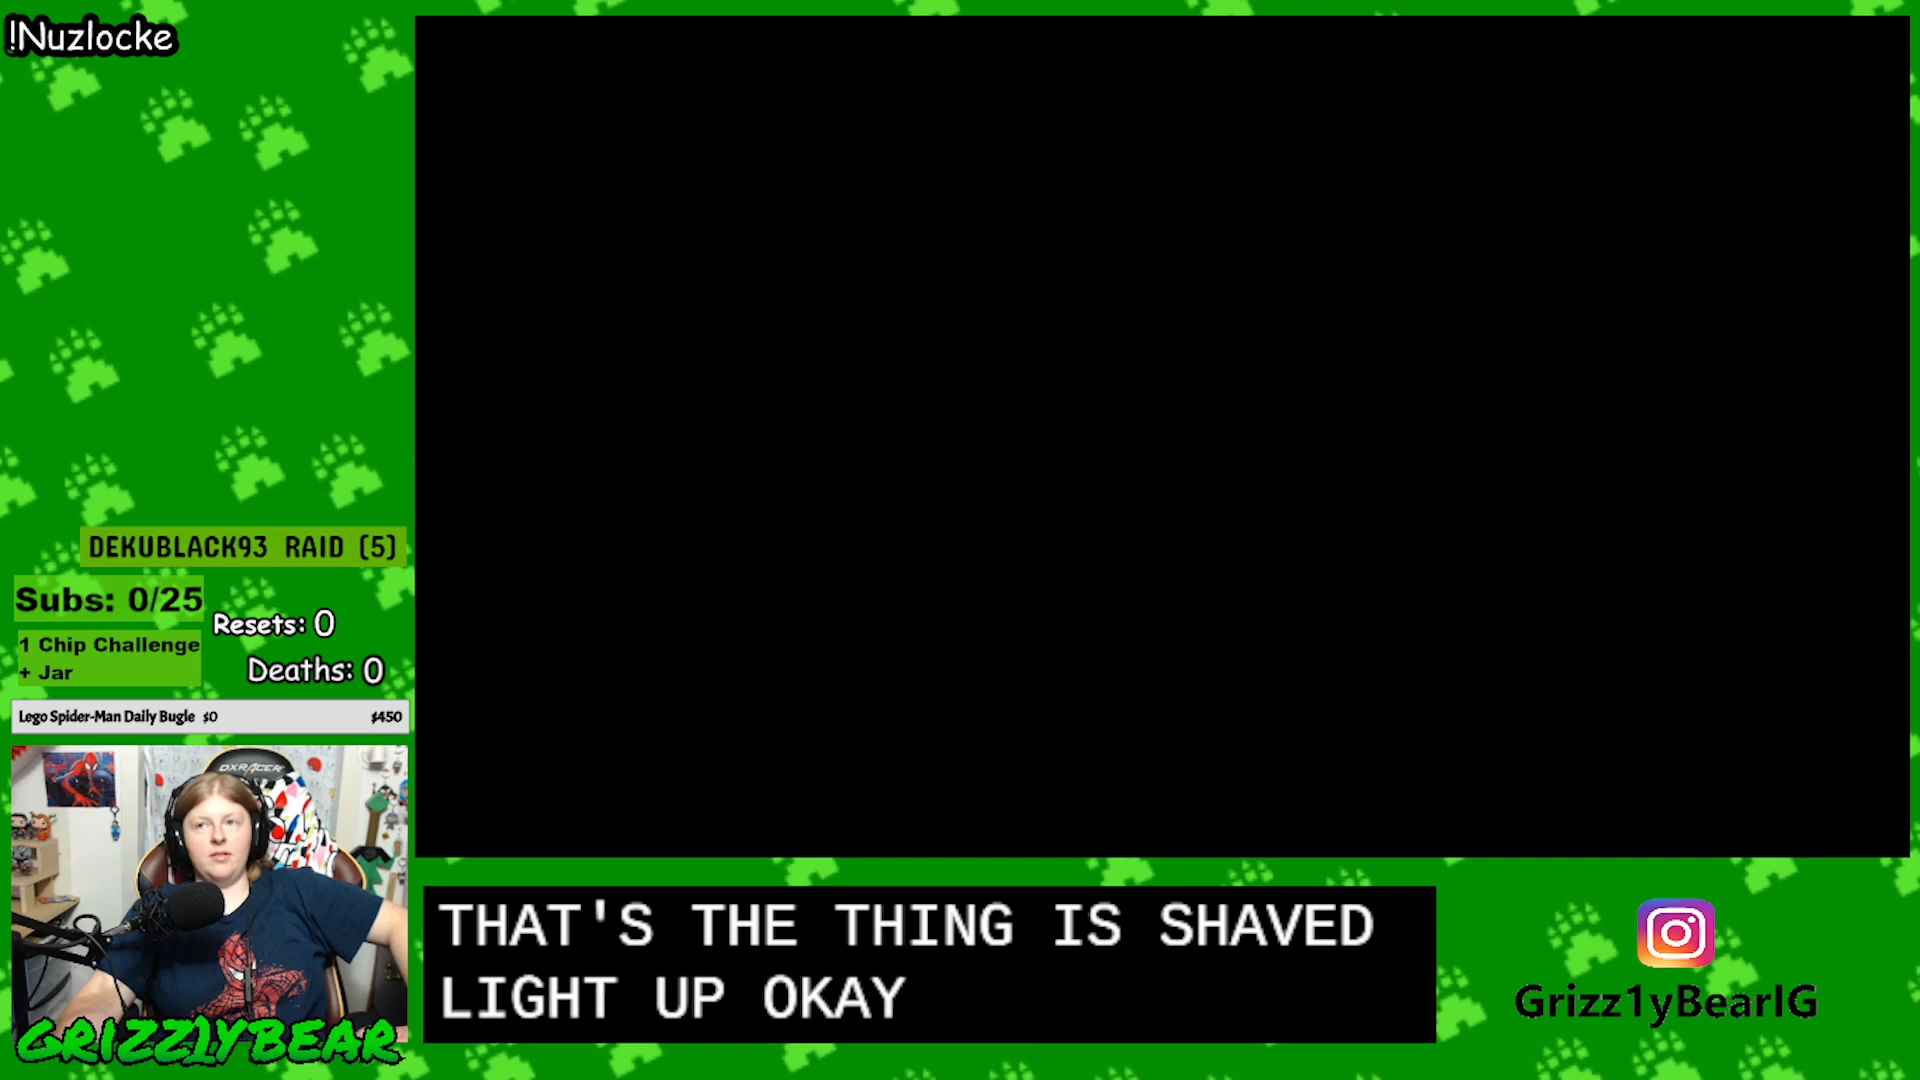 !Nuzlocke
DEKUBLACK93 RAID (5)
Subs: 0/25
Resets: 0
1 Chip Challenge
+ Jar
Deaths: 0
Lego Spider-Man Daily Bugle $0 $450
DXRACER
GRIZZ1YBEAR
THAT'S THE THING IS SHAVED
LIGHT UP OKAY
Grizz1yBearIG